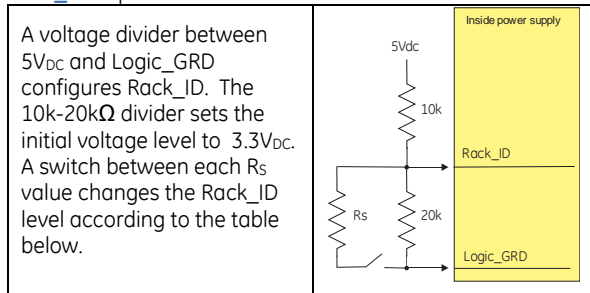 A voltage divider between
5VDC and Logic_GRD
configures Rack_ID. The
10k-20kΩ divider sets the
initial voltage level to 3.3VDC.
A switch between each RS
value changes the Rack_ID
level according to the table
below.
Inside power supply
5Vdc
10k
Rack_ID
Rs
20k
Logic_GRD